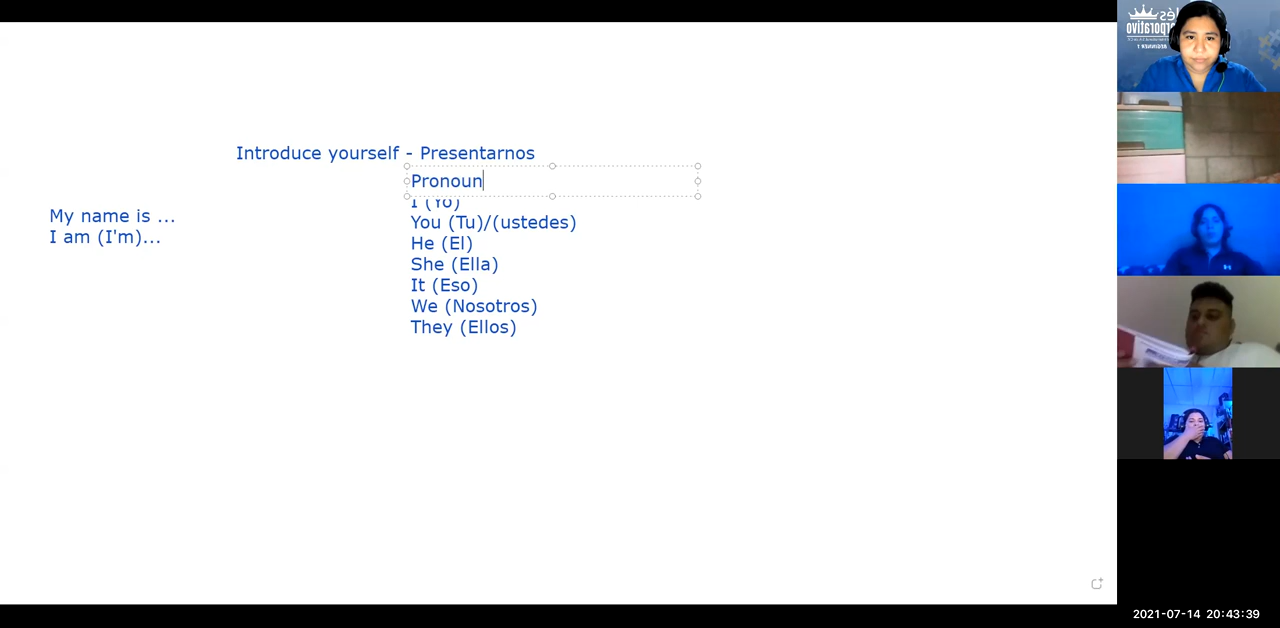 Introduce yourself - Presentarnos
Pronoun
My name is ...
I am (I'm)...
I (Yo)
You (Tu)/(ustedes)
He (El)
She (Ella)
It (Eso)
We (Nosotros)
They (Ellos)
2021-07-14 20:43:39